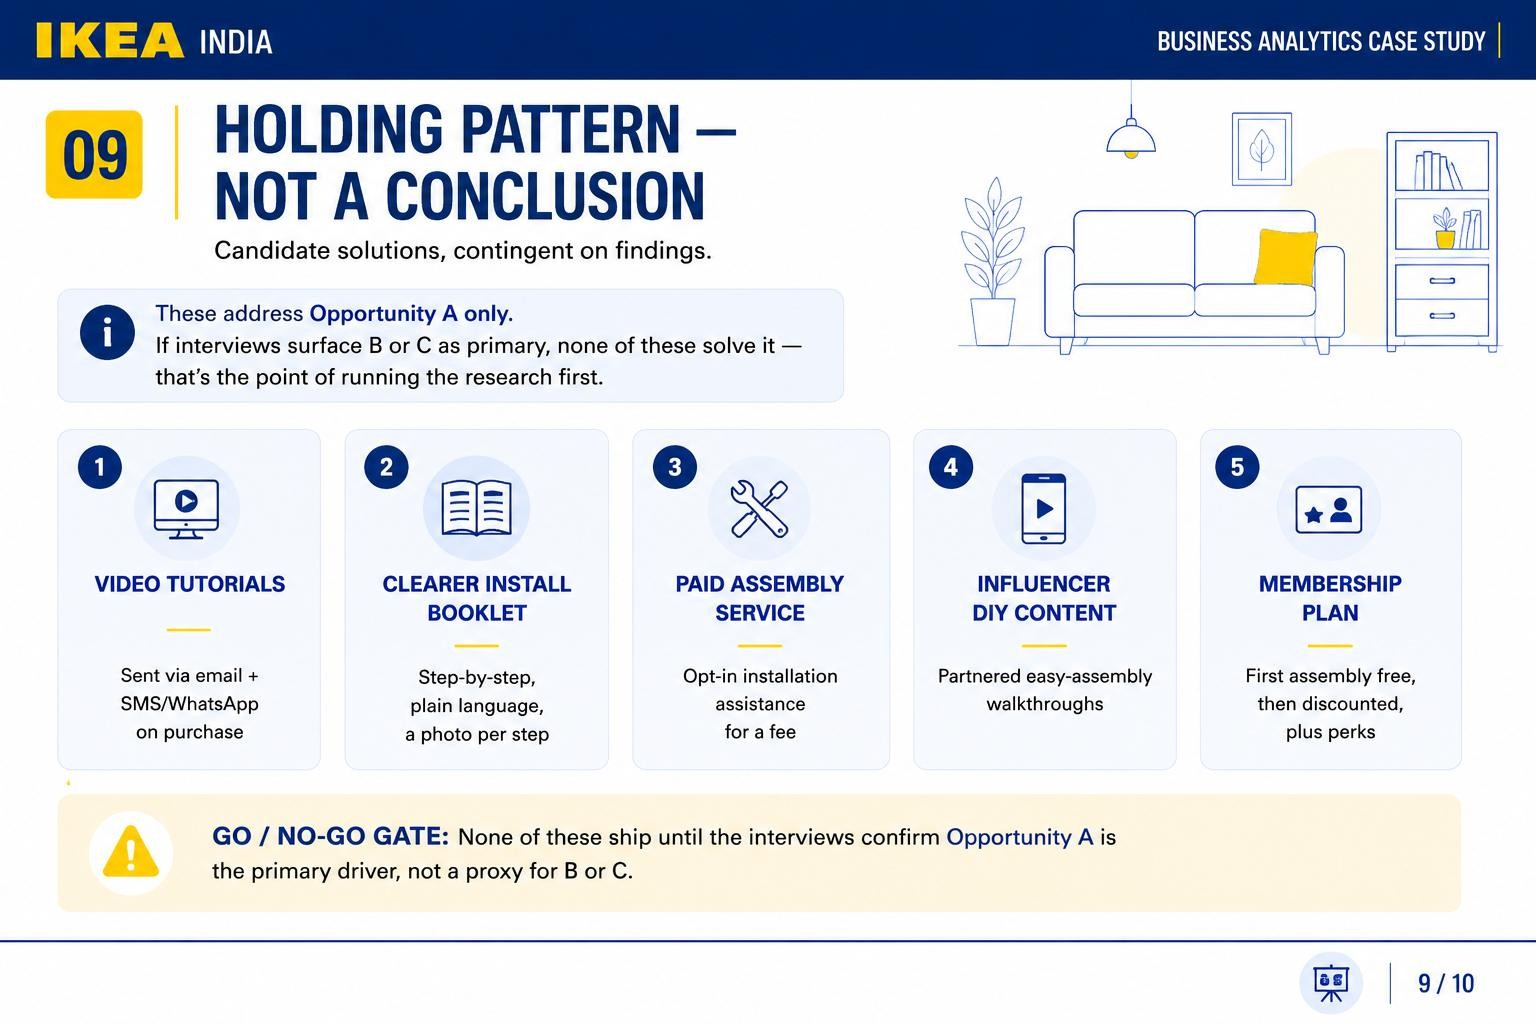 IKEA INDIA
BUSINESS ANALYTICS CASE STUDY
09
HOLDING PATTERN —
NOT A CONCLUSION
Candidate solutions, contingent on findings.
i
These address Opportunity A only.
If interviews surface B or C as primary, none of these solve it —
that’s the point of running the research first.
1
VIDEO TUTORIALS
Sent via email +
SMS/WhatsApp
on purchase
2
CLEARER INSTALL
BOOKLET
Step-by-step,
plain language,
a photo per step
3
PAID ASSEMBLY
SERVICE
Opt-in installation
assistance
for a fee
4
INFLUENCER
DIY CONTENT
Partnered easy-assembly
walkthroughs
5
MEMBERSHIP
PLAN
First assembly free,
then discounted,
plus perks
GO / NO-GO GATE: None of these ship until the interviews confirm Opportunity A is
the primary driver, not a proxy for B or C.
9 / 10